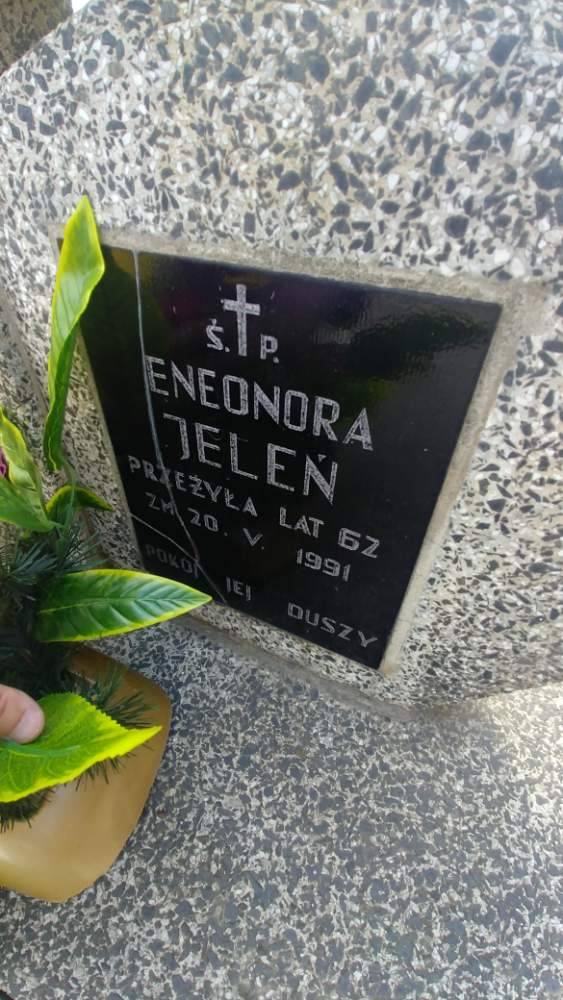 Ś. P.
ENEONORA
JELEŃ
PRZEŻYŁA LAT 62
ZM 20. V. 1991
POKÓJ JEJ DUSZY